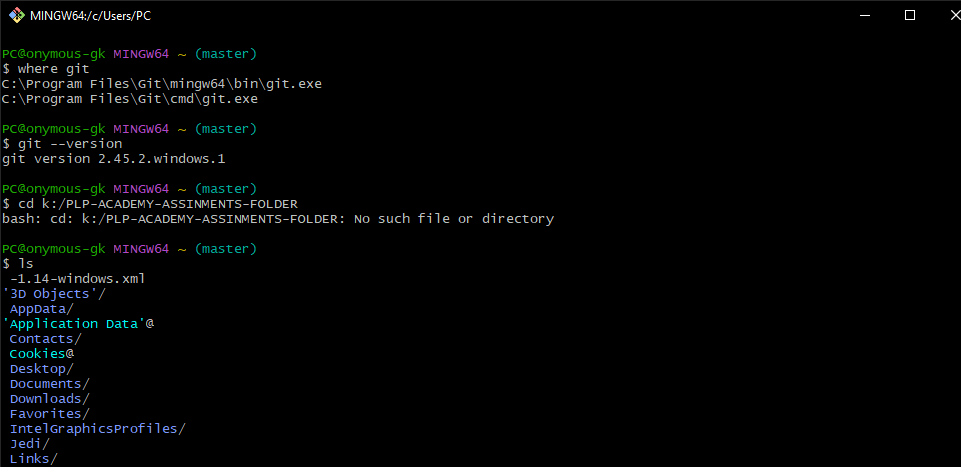 MINGW64:/c/Users/PC
PC@onymous-gk MINGW64 ~ (master)
$ where git
C:\Program Files\Git\mingw64\bin\git.exe
C:\Program Files\Git\cmd\git.exe
PC@onymous-gk MINGW64 ~ (master)
$ git --version
git version 2.45.2.windows.1
PC@onymous-gk MINGW64 ~ (master)
$ cd k:/PLP-ACADEMY-ASSINMENTS-FOLDER
bash: cd: k:/PLP-ACADEMY-ASSINMENTS-FOLDER: No such file or directory
PC@onymous-gk MINGW64 ~ (master)
$ ls
-1.14-windows.xml
'3D Objects'/
AppData/
'Application Data'@
Contacts/
Cookies@
Desktop/
Documents/
Downloads/
Favorites/
IntelGraphicsProfiles/
Jedi/
Links/